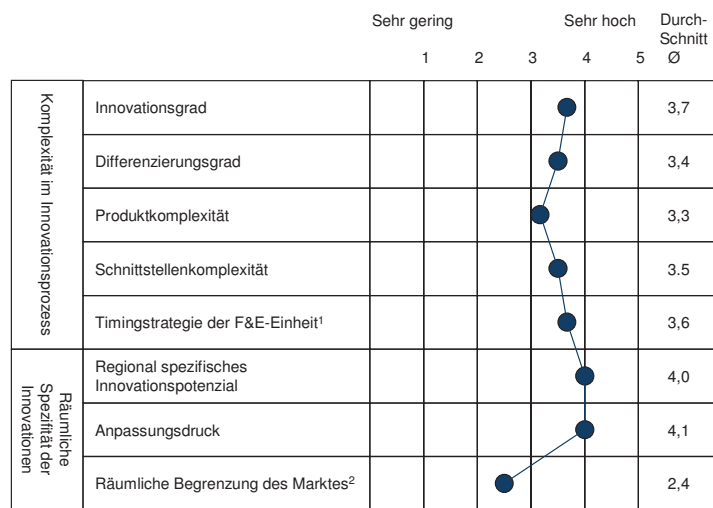 Sehr gering Sehr hoch Durch-
Schnitt
1 2 3 4 5 Ø
Komplexität im Innovationsprozess
Innovationsgrad 3,7
Differenzierungsgrad 3,4
Produktkomplexität 3,3
Schnittstellenkomplexität 3.5
Timingstrategie der F&E-Einheit¹ 3,6
Räumliche
Spezifität der
Innovationen
Regional spezifisches
Innovationspotenzial 4,0
Anpassungsdruck 4,1
Räumliche Begrenzung des Marktes² 2,4